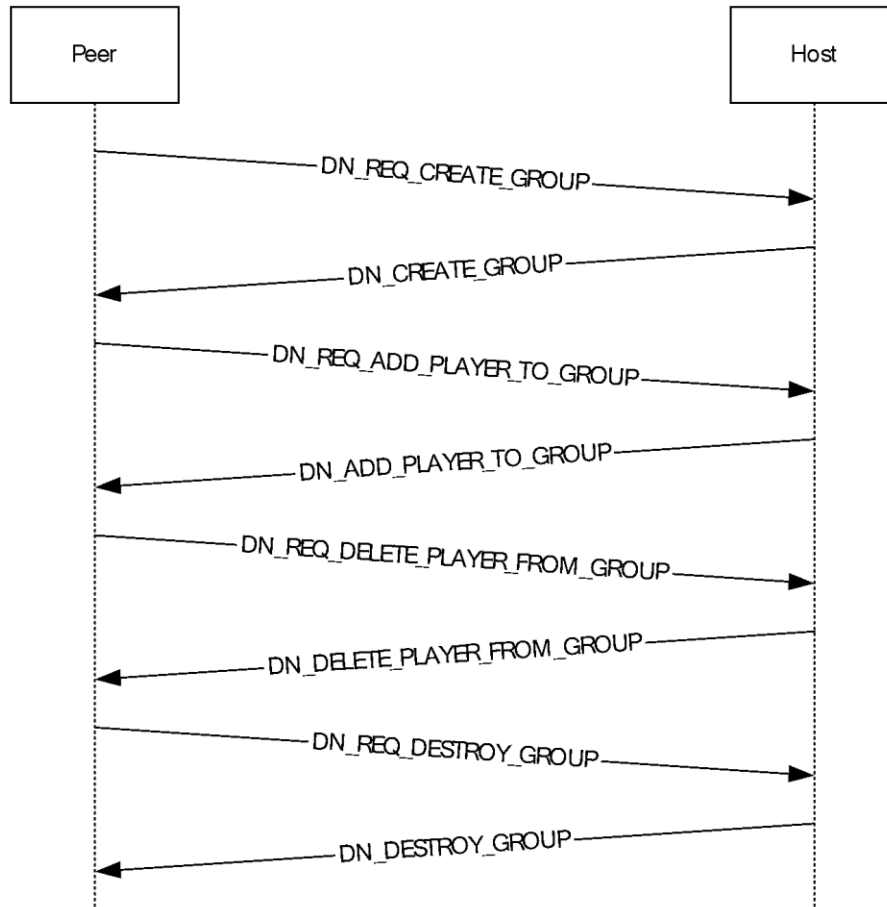 Peer
Host
DN_REQ_CREATE_GROUP
DN_CREATE_GROUP
DN_REQ_ADD_PLAYER_TO_GROUP
DN_ADD_PLAYER_TO_GROUP
DN_REQ_DELETE_PLAYER_FROM_GROUP
DN_DELETE_PLAYER_FROM_GROUP
DN_REQ_DESTROY_GROUP
DN_DESTROY_GROUP